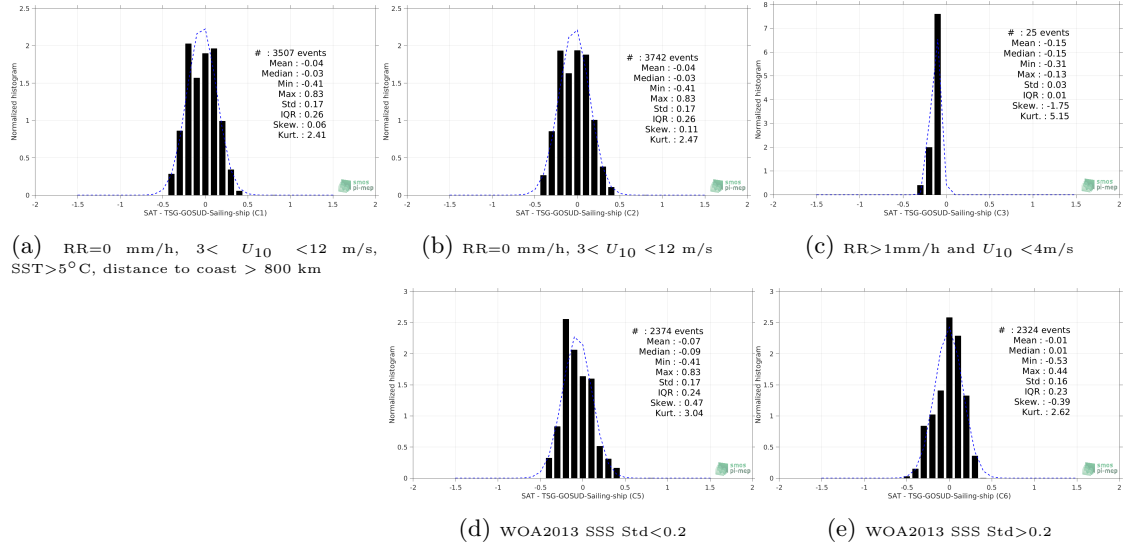 2.5
2
1.5
1
0.5
0
Normalized histogram
# : 3507 events
Mean : -0.04
Median : -0.03
Min : -0.41
Max : 0.83
Std : 0.17
IQR : 0.26
Skew. : 0.06
Kurt. : 2.41
smos
pi-mep
-2 -1.5 -1 -0.5 0 0.5 1 1.5 2
SAT - TSG-GOSUD-Sailing-ship (C1)
(a) RR=0 mm/h, 3< U10 <12 m/s,
SST>5°C, distance to coast > 800 km
2.5
2
1.5
1
0.5
0
Normalized histogram
# : 3742 events
Mean : -0.04
Median : -0.03
Min : -0.41
Max : 0.83
Std : 0.17
IQR : 0.26
Skew. : 0.11
Kurt. : 2.47
smos
pi-mep
-2 -1.5 -1 -0.5 0 0.5 1 1.5 2
SAT - TSG-GOSUD-Sailing-ship (C2)
(b) RR=0 mm/h, 3< U10 <12 m/s
8
7
6
5
4
3
2
1
0
Normalized histogram
# : 25 events
Mean : -0.15
Median : -0.15
Min : -0.31
Max : -0.13
Std : 0.03
IQR : 0.01
Skew. : -1.75
Kurt. : 5.15
smos
pi-mep
-2 -1.5 -1 -0.5 0 0.5 1 1.5 2
SAT - TSG-GOSUD-Sailing-ship (C3)
(c) RR>1mm/h and U10 <4m/s
3
2.5
2
1.5
1
0.5
0
Normalized histogram
# : 2374 events
Mean : -0.07
Median : -0.09
Min : -0.41
Max : 0.83
Std : 0.17
IQR : 0.24
Skew. : 0.47
Kurt. : 3.04
smos
pi-mep
-2 -1.5 -1 -0.5 0 0.5 1 1.5 2
SAT - TSG-GOSUD-Sailing-ship (C5)
(d) WOA2013 SSS Std<0.2
3
2.5
2
1.5
1
0.5
0
Normalized histogram
# : 2324 events
Mean : -0.01
Median : 0.01
Min : -0.53
Max : 0.44
Std : 0.16
IQR : 0.23
Skew. : -0.39
Kurt. : 2.62
smos
pi-mep
-2 -1.5 -1 -0.5 0 0.5 1 1.5 2
SAT - TSG-GOSUD-Sailing-ship (C6)
(e) WOA2013 SSS Std>0.2